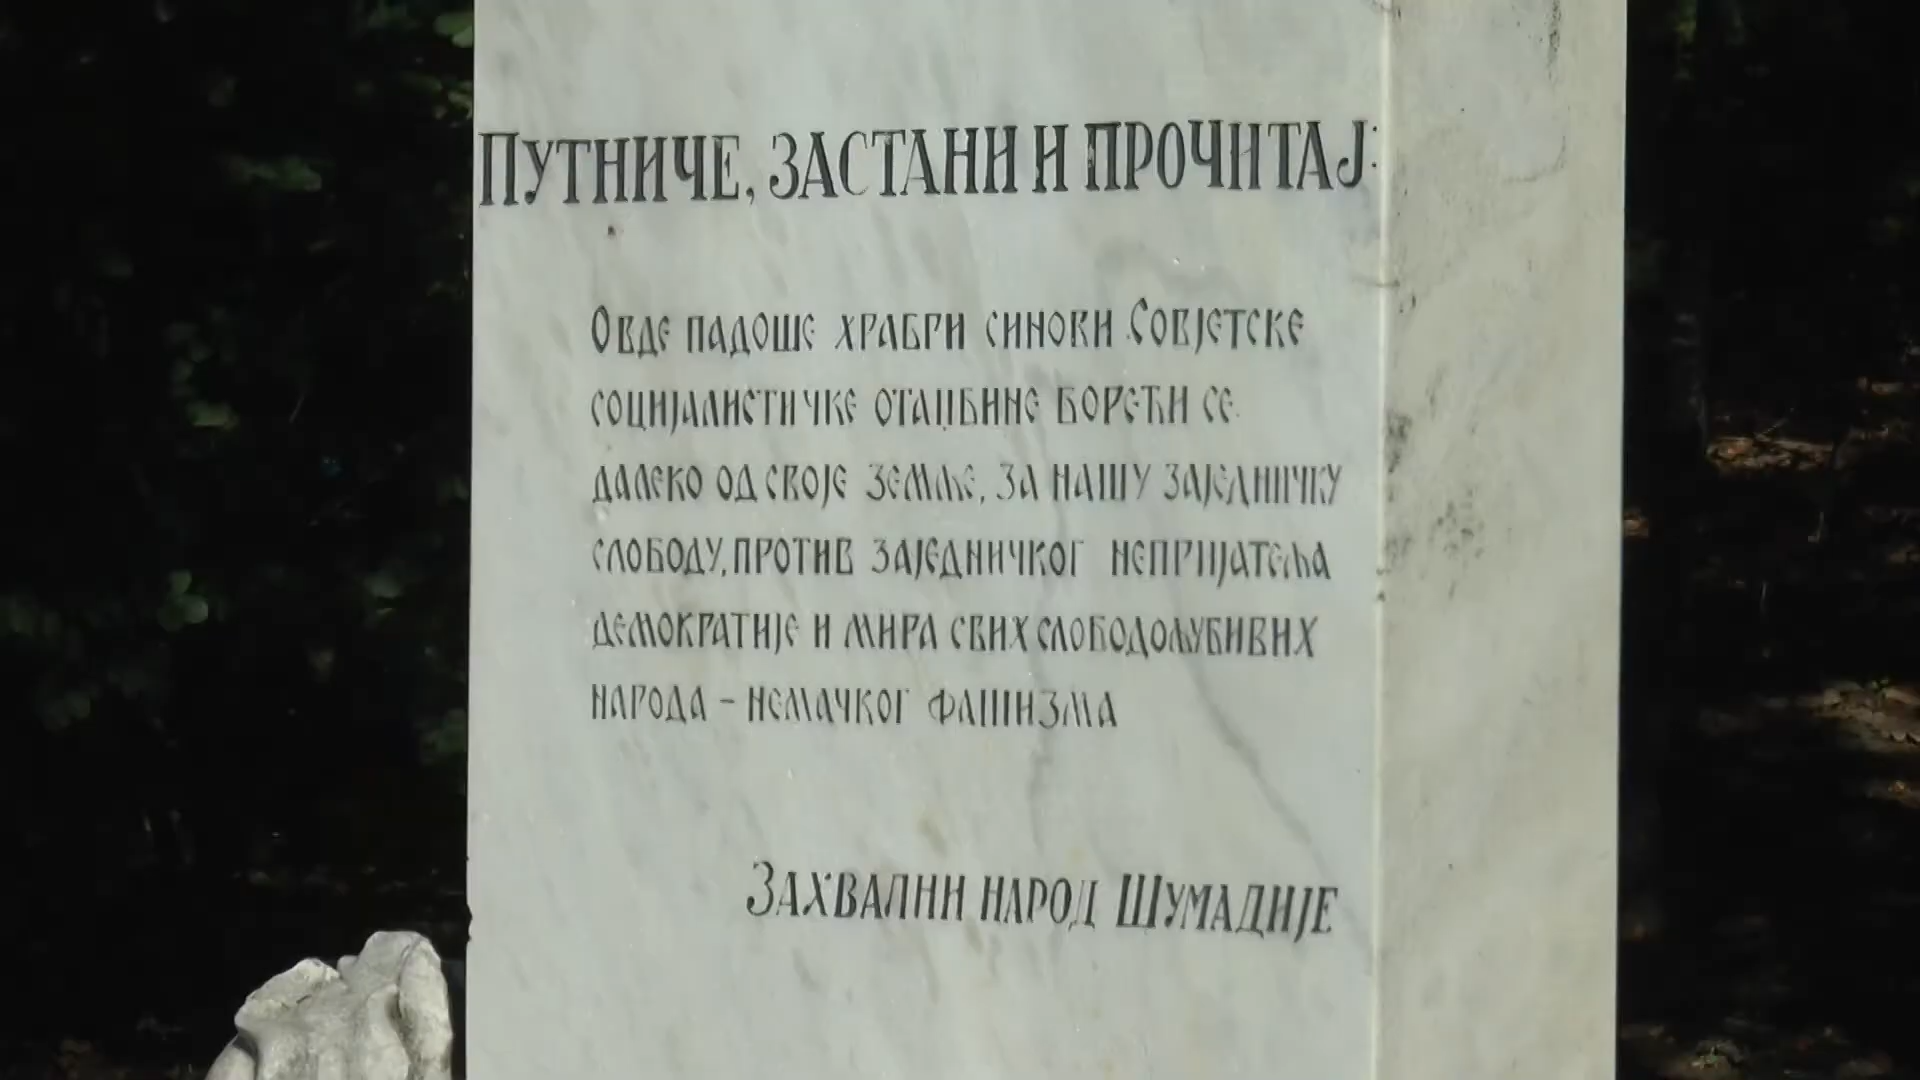 ПУТНИЧЕ, ЗАСТАНИ И ПРОЧИТАЈ:
ОВДЕ ПАДОШЕ ХРАБРИ СИНОВИ СОВЈЕТСКЕ
СОЦИЈАЛИСТИЧКЕ ОТАЏБИНЕ БОРЕЋИ СЕ
ДАЛЕКО ОД СВОЈЕ ЗЕМЉЕ, ЗА НАШУ ЗАЈЕДНИЧКУ
СЛОБОДУ, ПРОТИВ ЗАЈЕДНИЧКОГ НЕПРИЈАТЕЉА
ДЕМОКРАТИЈЕ И МИРА СВИХ СЛОБОДОЉУБИВИХ
НАРОДА – НЕМАЧКОГ ФАШИЗМА
ЗАХВАЛНИ НАРОД ШУМАДИЈЕ